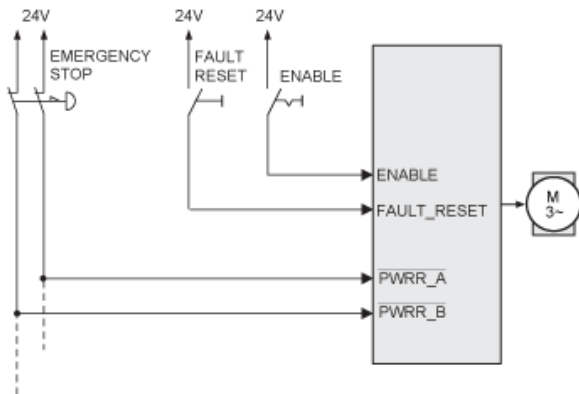 24V
24V
24V
EMERGENCY
STOP
FAULT
RESET
ENABLE
ENABLE
FAULT_RESET
PWRR_A
PWRR_B
M
3~